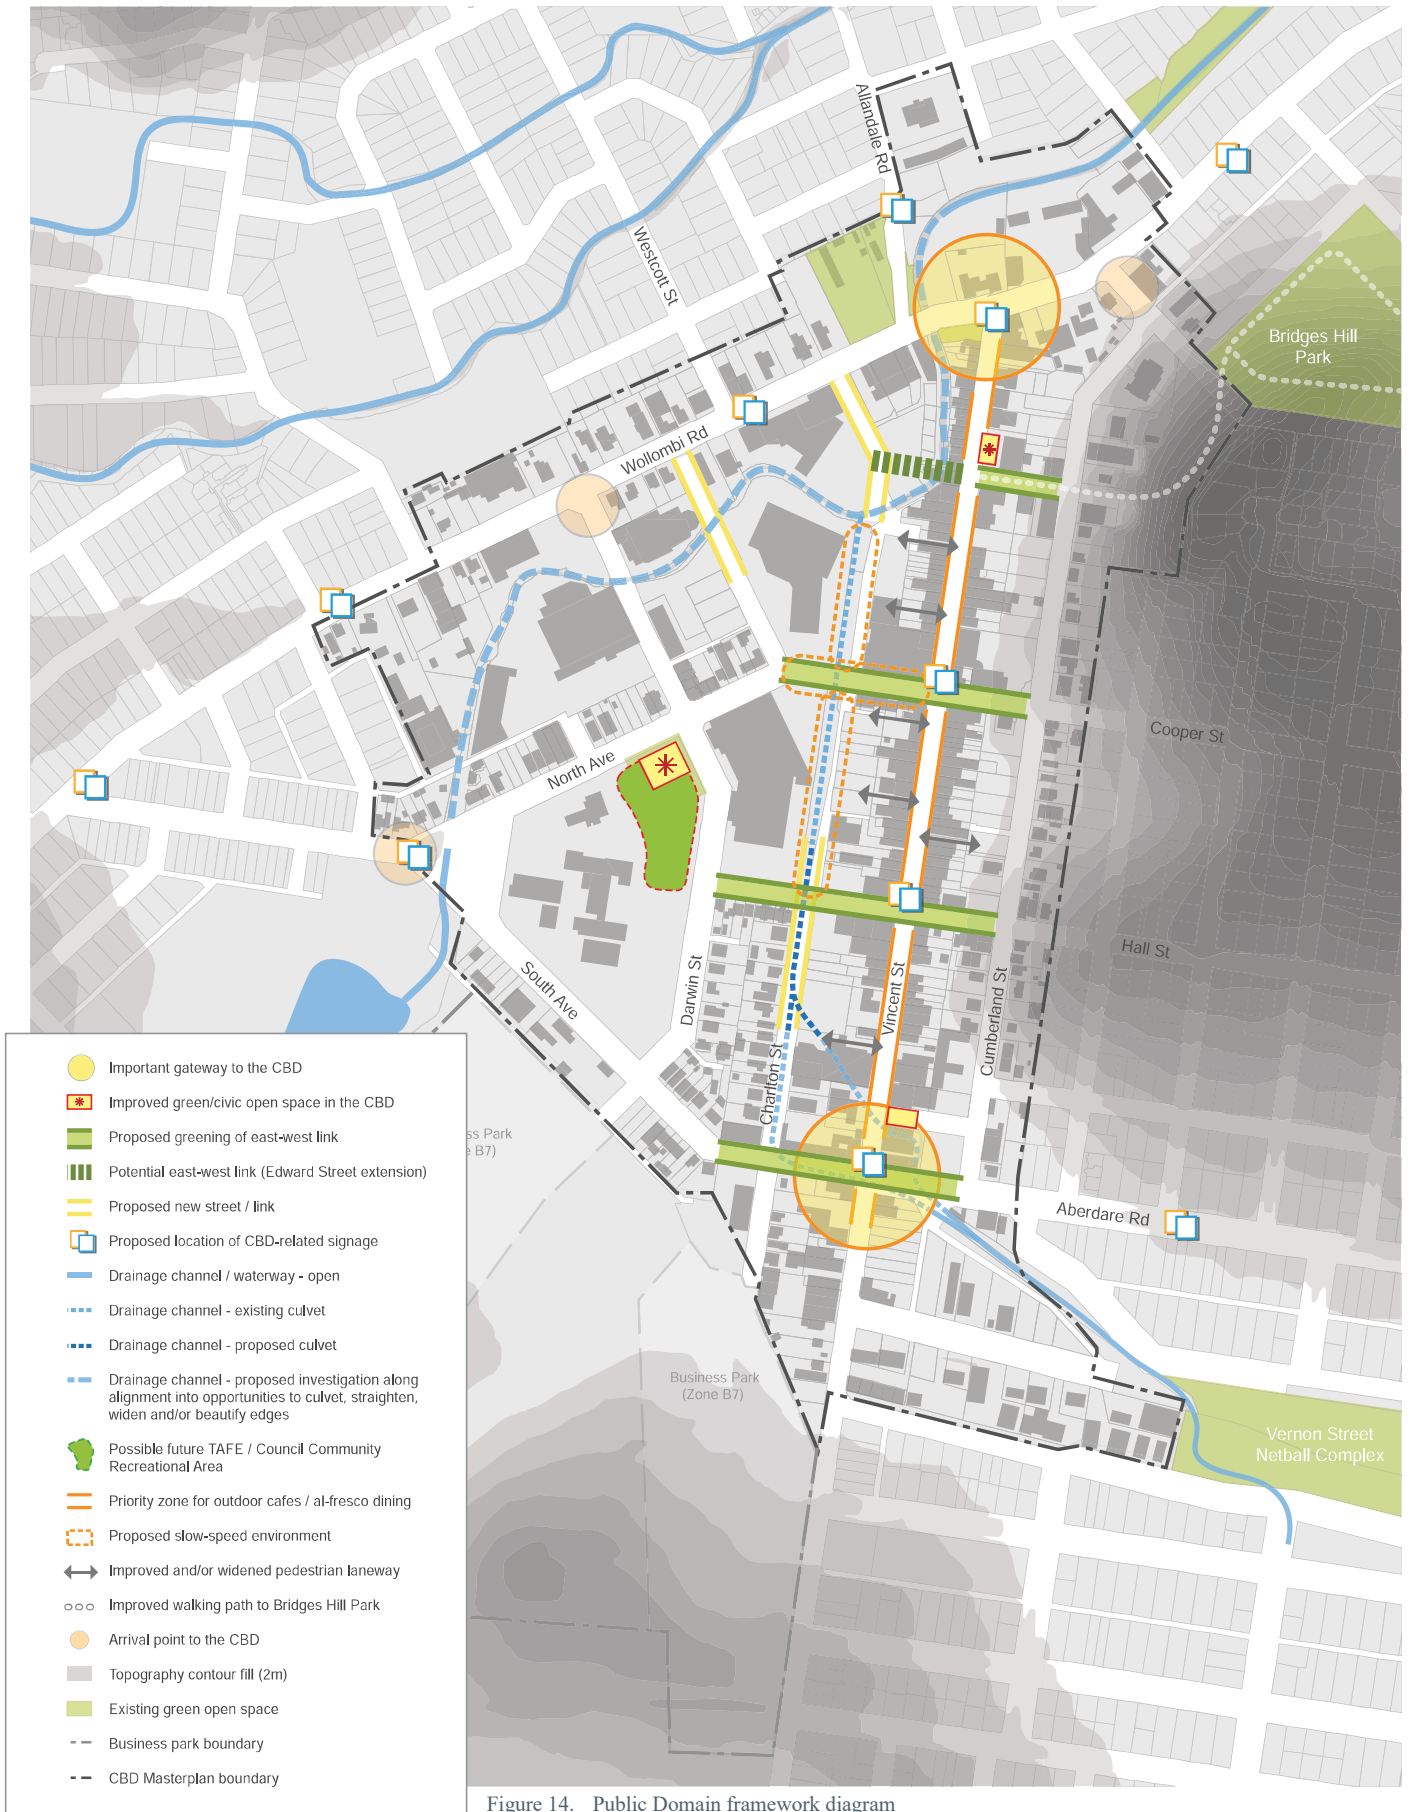 Allandale Rd
Westcott St
Bridges Hill
Park
Wollombi Rd
Cooper St
North Ave
Hall St
South Ave
Darwin St
Vincent St
Cumberland St
Charlton St
Aberdare Rd
ss Park
e B7)
Business Park
(Zone B7)
Vernon Street
Netball Complex
Important gateway to the CBD
Improved green/civic open space in the CBD
Proposed greening of east-west link
Potential east-west link (Edward Street extension)
Proposed new street / link
Proposed location of CBD-related signage
Drainage channel / waterway - open
Drainage channel - existing culvet
Drainage channel - proposed culvet
Drainage channel - proposed investigation along
alignment into opportunities to culvet, straighten,
widen and/or beautify edges
Possible future TAFE / Council Community
Recreational Area
Priority zone for outdoor cafes / al-fresco dining
Proposed slow-speed environment
Improved and/or widened pedestrian laneway
Improved walking path to Bridges Hill Park
Arrival point to the CBD
Topography contour fill (2m)
Existing green open space
Business park boundary
CBD Masterplan boundary
Figure 14. Public Domain framework diagram